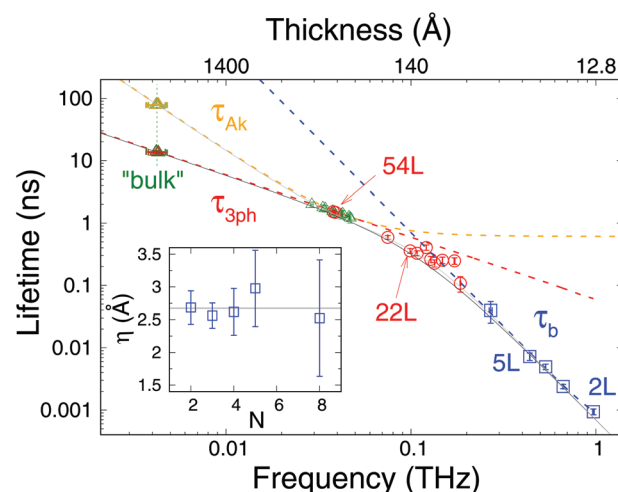 Thickness (Å)
1400 140 12.8
100
10
1
0.1
0.01
0.001
Lifetime (ns)
τAk
"bulk"
τ3ph
54L
22L
τb
5L
2L
3.5
3
2.5
2
1.5
η (Å)
2 4 6 8
N
0.01 0.1 1
Frequency (THz)